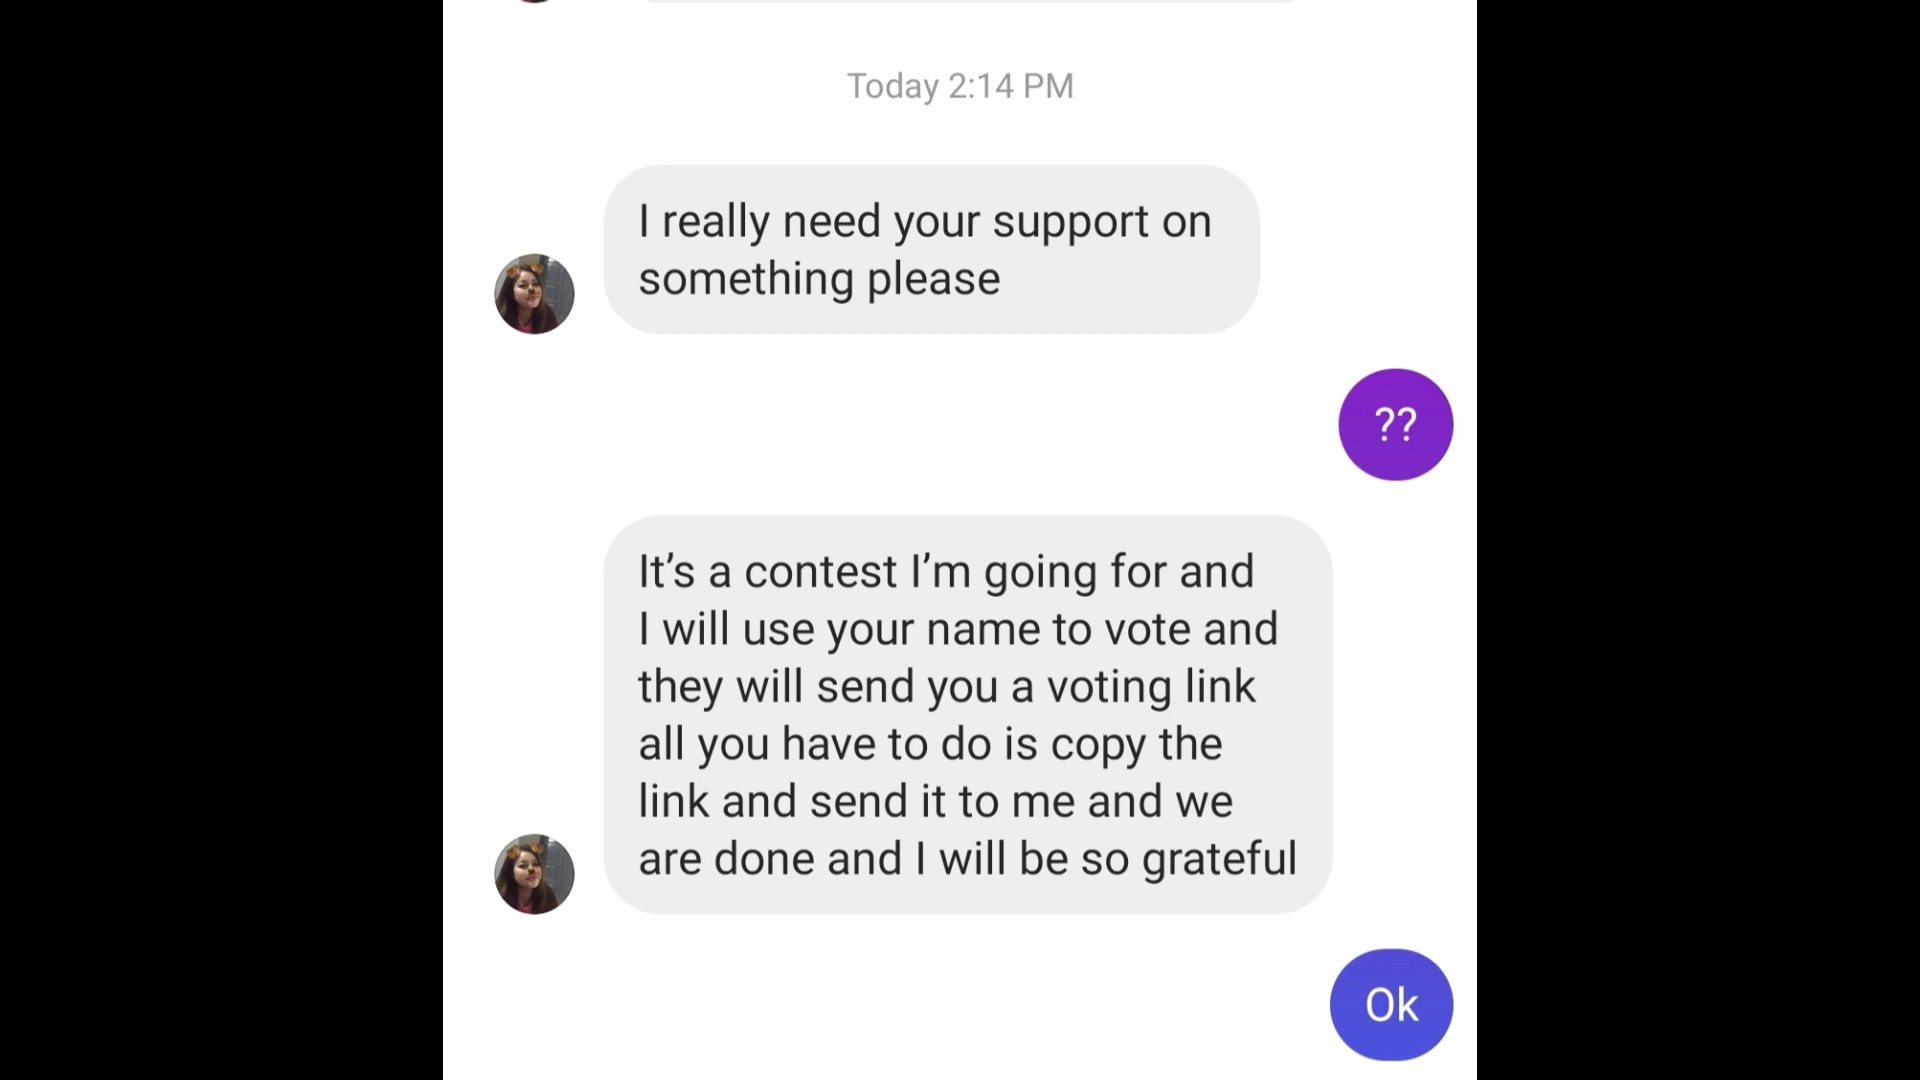 Today 2:14 PM
I really need your support on
something please
??
It’s a contest I’m going for and
I will use your name to vote and
they will send you a voting link
all you have to do is copy the
link and send it to me and we
are done and I will be so grateful
Ok